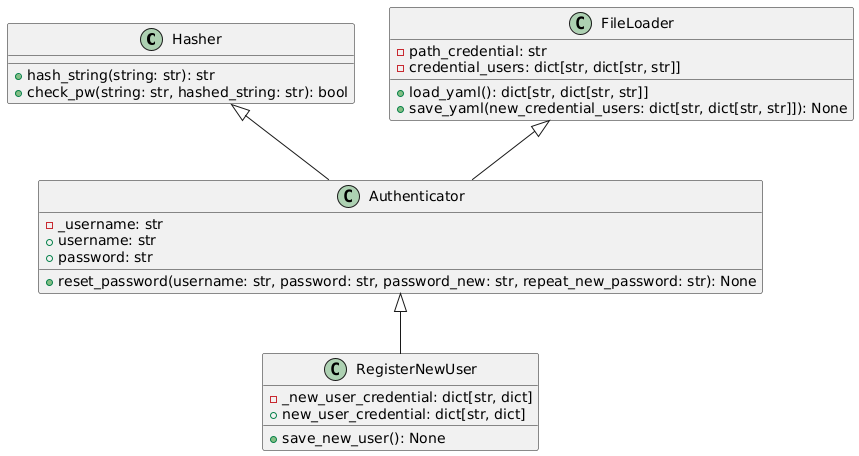 C Hasher
hash_string(string: str): str
check_pw(string: str, hashed_string: str): bool
C FileLoader
path_credential: str
credential_users: dict[str, dict[str, str]]
load_yaml(): dict[str, dict[str, str]]
save_yaml(new_credential_users: dict[str, dict[str, str]]): None
C Authenticator
_username: str
username: str
password: str
reset_password(username: str, password: str, password_new: str, repeat_new_password: str): None
C RegisterNewUser
_new_user_credential: dict[str, dict]
new_user_credential: dict[str, dict]
save_new_user(): None